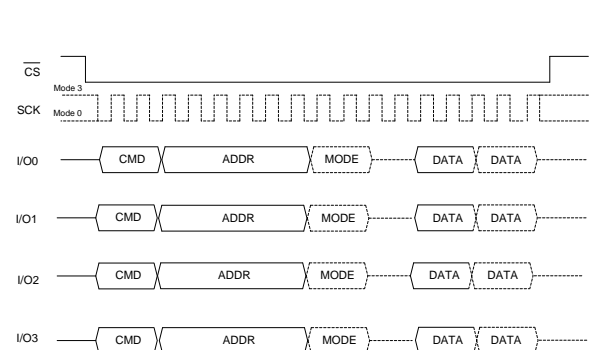 CS
Mode 3
SCK Mode 0
I/O0 CMD ADDR MODE DATA DATA
I/O1 CMD ADDR MODE DATA DATA
I/O2 CMD ADDR MODE DATA DATA
I/O3 CMD ADDR MODE DATA DATA